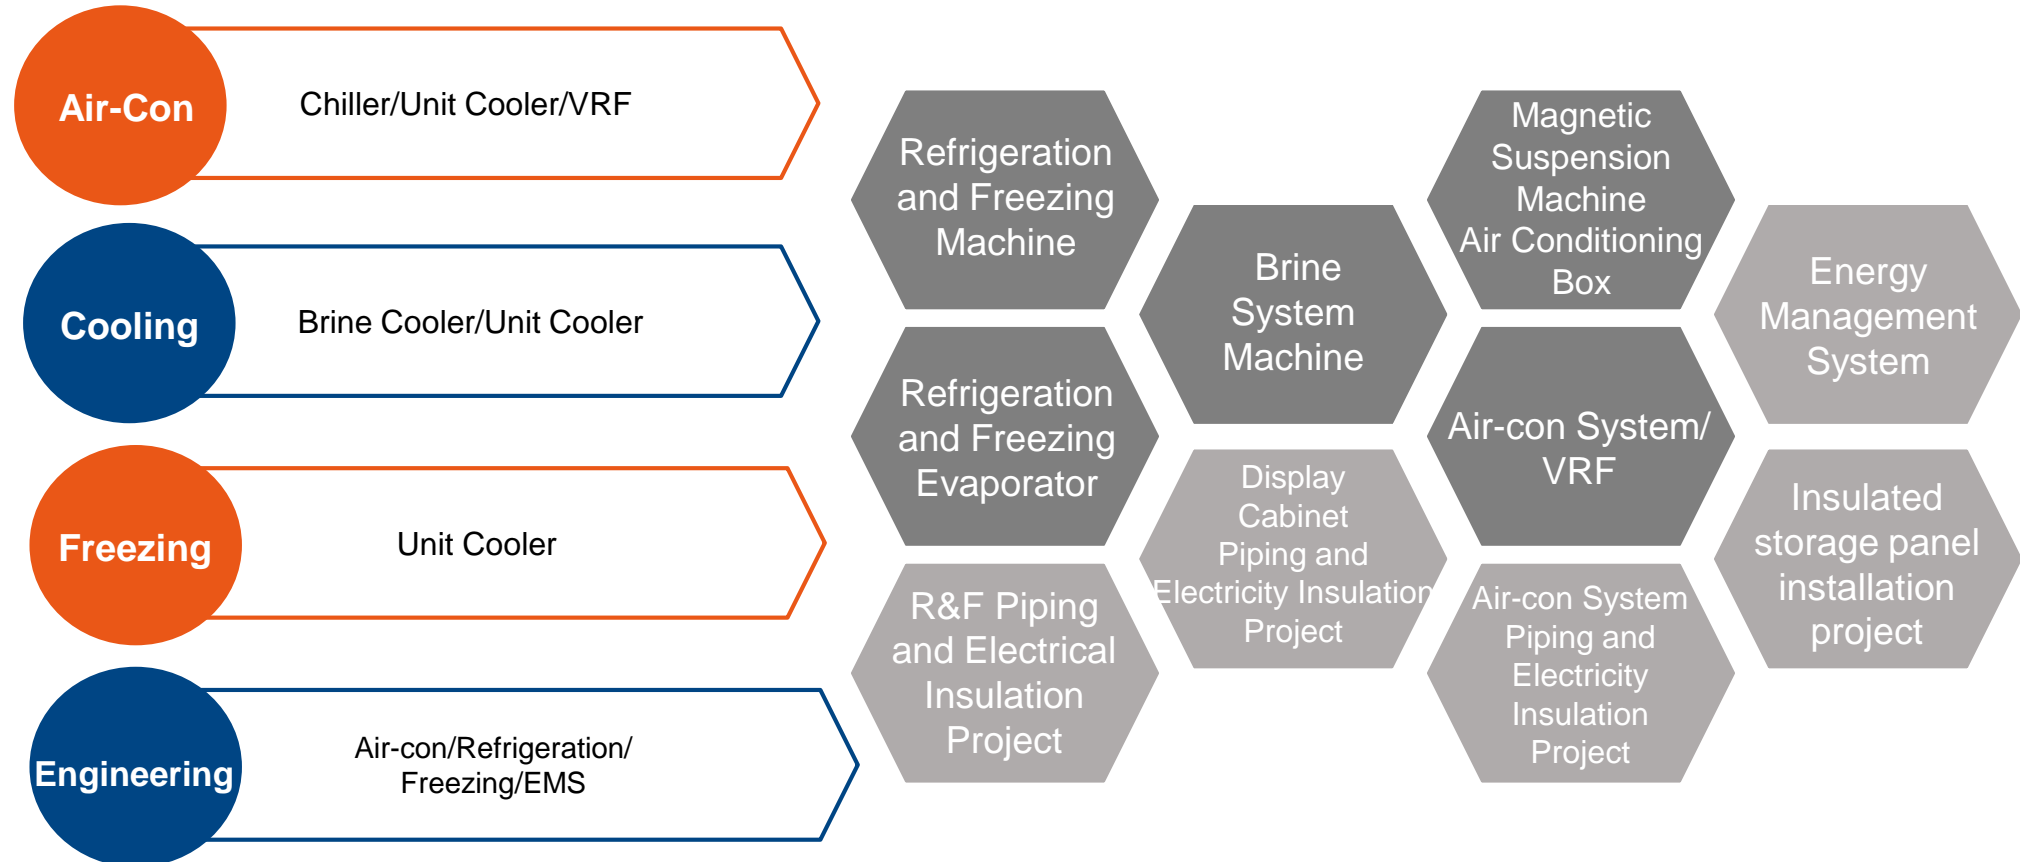 Air-Con
Chiller/Unit Cooler/VRF
Cooling
Brine Cooler/Unit Cooler
Freezing
Unit Cooler
Engineering
Air-con/Refrigeration/
Freezing/EMS
Refrigeration
and Freezing
Machine
Refrigeration
and Freezing
Evaporator
R&F Piping
and Electrical
Insulation
Project
Brine
System
Machine
Display
Cabinet
Piping and
Electricity Insulation
Project
Magnetic
Suspension
Machine
Air Conditioning
Box
Air-con System/
VRF
Air-con System
Piping and
Electricity
Insulation
Project
Energy
Management
System
Insulated
storage panel
installation
project